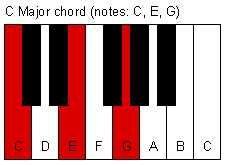 C Major chord (notes: C, E, G)
C D E F G A B C